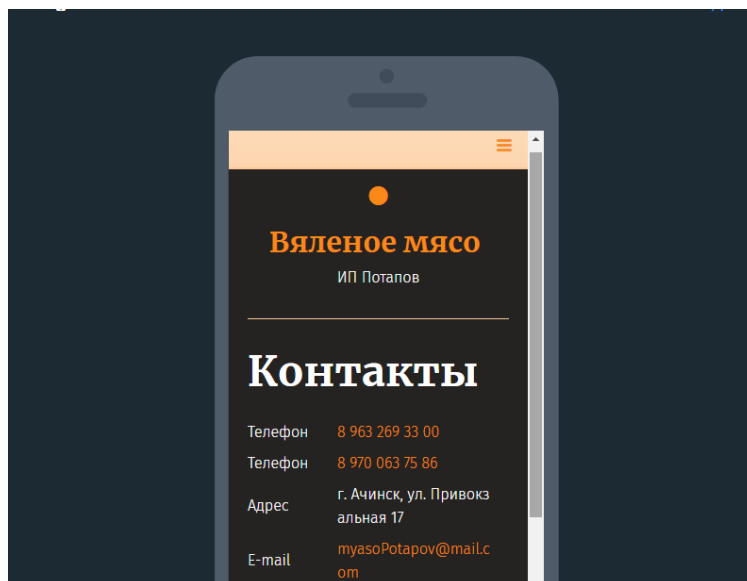 Вяленое мясо
ИП Потапов
Контакты
Телефон 8 963 269 33 00
Телефон 8 970 063 75 86
Адрес г. Ачинск, ул. Привокз
альная 17
E-mail myasoPotapov@mail.c
om